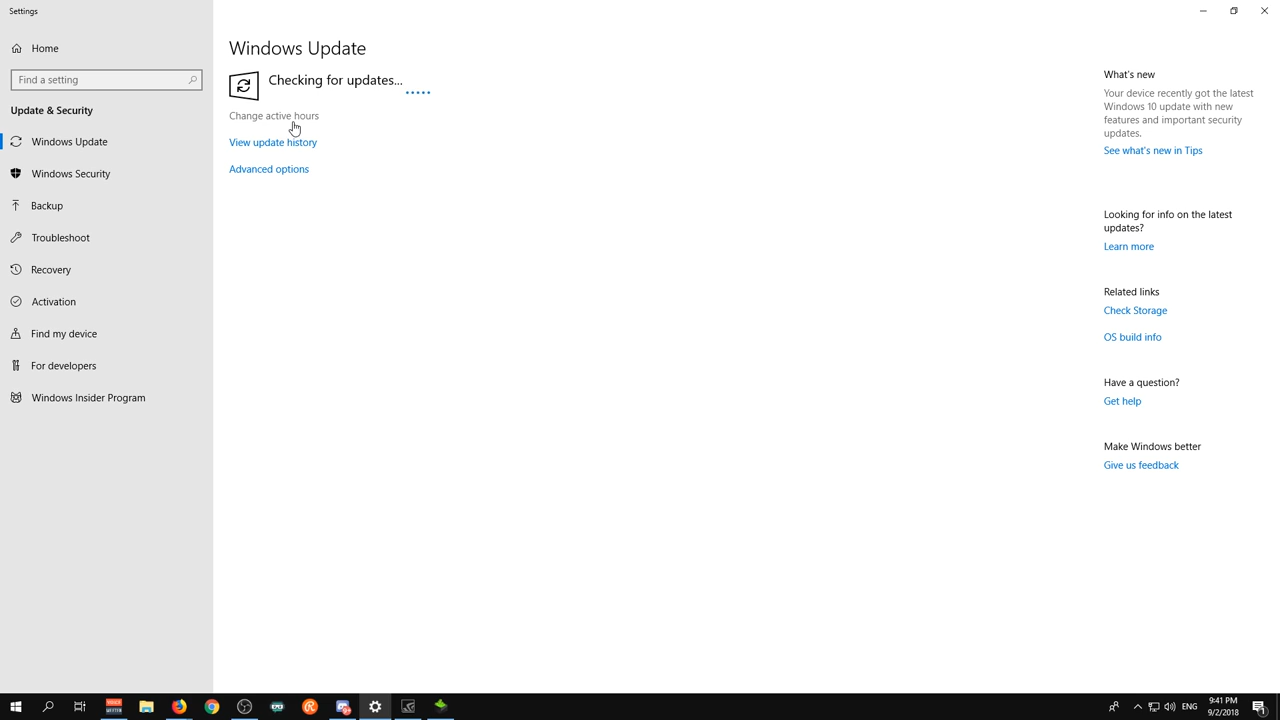 Settings
Home
Find a setting
Update & Security
Windows Update
Windows Security
Backup
Troubleshoot
Recovery
Activation
Find my device
For developers
Windows Insider Program
Windows Update
Checking for updates...
Change active hours
View update history
Advanced options
What's new
Your device recently got the latest
Windows 10 update with new
features and important security
updates.
See what's new in Tips
Looking for info on the latest
updates?
Learn more
Related links
Check Storage
OS build info
Have a question?
Get help
Make Windows better
Give us feedback
ENG
9:41 PM
9/2/2018